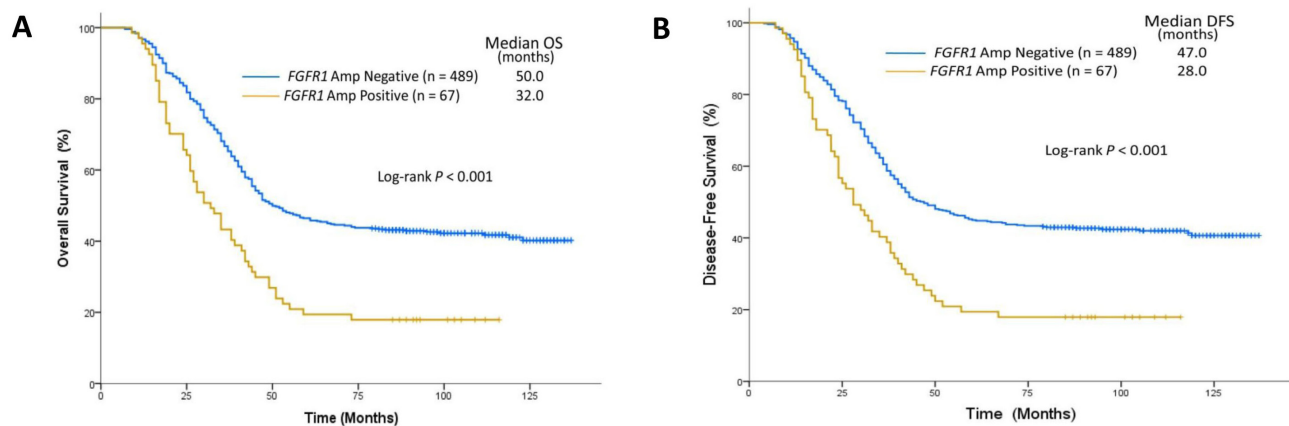 A
Median OS
(months)
FGFR1 Amp Negative (n = 489) 50.0
FGFR1 Amp Positive (n = 67) 32.0
Log-rank P < 0.001
Overall Survival (%)
100
80
60
40
20
0
0 25 50 75 100 125
Time (Months)
B
Median DFS
(months)
FGFR1 Amp Negative (n = 489) 47.0
FGFR1 Amp Positive (n = 67) 28.0
Log-rank P < 0.001
Disease-Free Survival (%)
100
80
60
40
20
0
0 25 50 75 100 125
Time (Months)